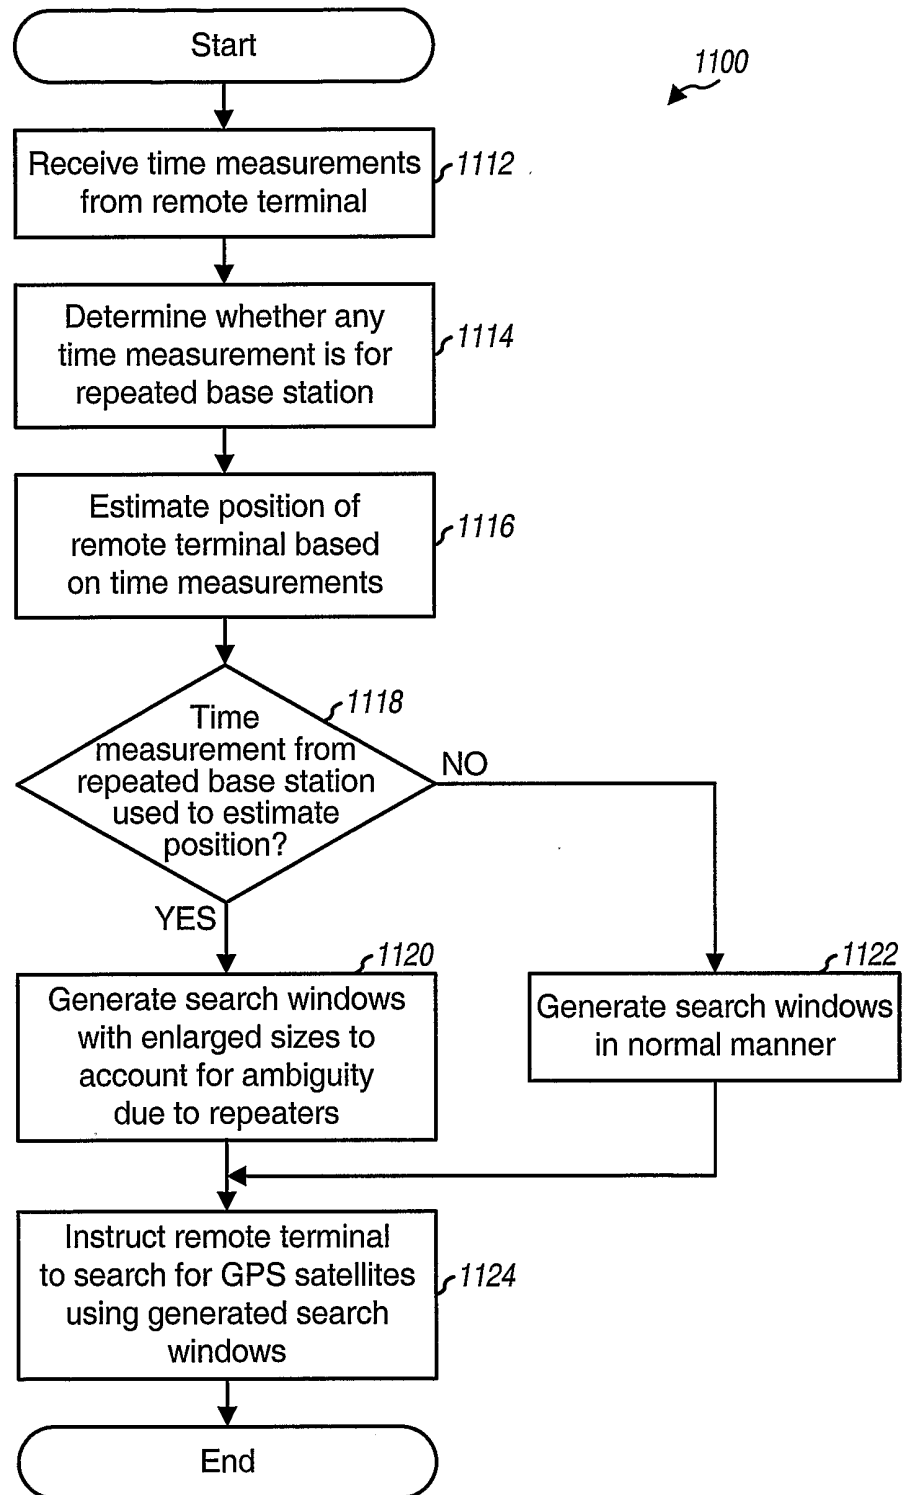 Start
1100
Receive time measurements
from remote terminal
1112
Determine whether any
time measurement is for
repeated base station
1114
Estimate position of
remote terminal based
on time measurements
1116
Time
measurement from
repeated base station
used to estimate
position?
1118
NO
YES
1120
Generate search windows
with enlarged sizes to
account for ambiguity
due to repeaters
1122
Generate search windows
in normal manner
Instruct remote terminal
to search for GPS satellites
using generated search
windows
1124
End